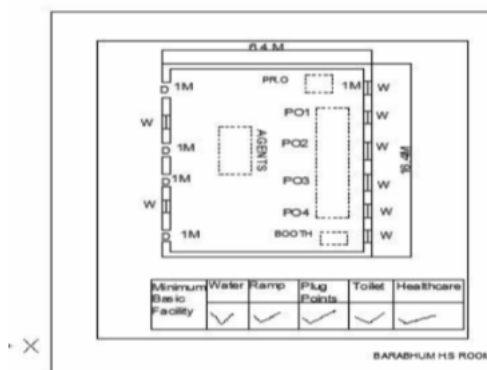 6.4 M
PR.O
1M
1M
W
W
PO1
W
W
AGENTS
PO2
1M
W
16.4M
PO3
1M
W
PO4
W
W
BOOTH
1M
W
Minimum Basic Facility
Water
Ramp
Plug Points
Toilet
Healthcare
BARABHUM H.S ROOM